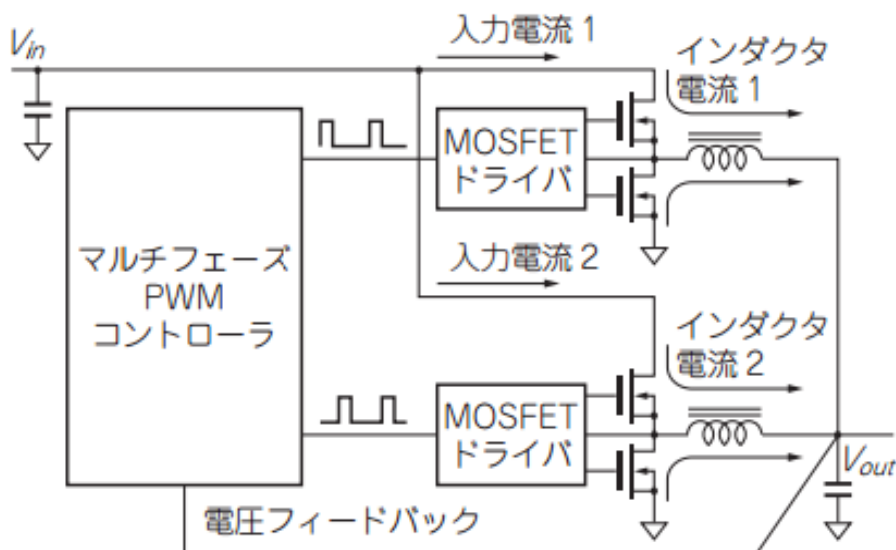 入力電流1
Vin
インダクタ
電流1
MOSFET
ドライバ
マルチフェーズ
PWM
コントローラ
入力電流2
インダクタ
電流2
MOSFET
ドライバ
Vout
電圧フィードバック